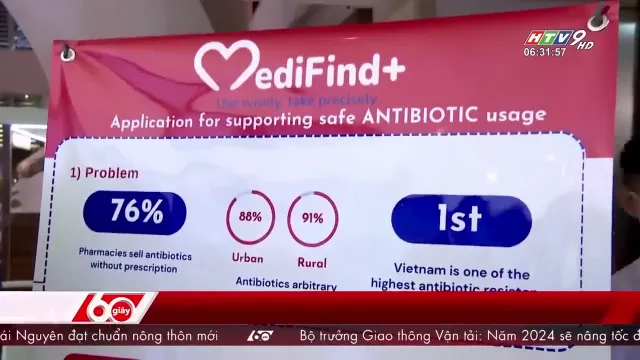 HTV9 HD
06:31:57
MediFind+
Use wisely, take precisely
Application for supporting safe ANTIBIOTIC usage
1) Problem
76%
Pharmacies sell antibiotics
without prescription
88%
91%
Urban
Rural
Antibiotics arbitrary
1st
Vietnam is one of the
highest antibiotic
60 giây
ái Nguyên đạt chuẩn nông thôn mới
60
Bộ trưởng Giao thông Vận tải: Năm 2024 sẽ nâng tốc đ